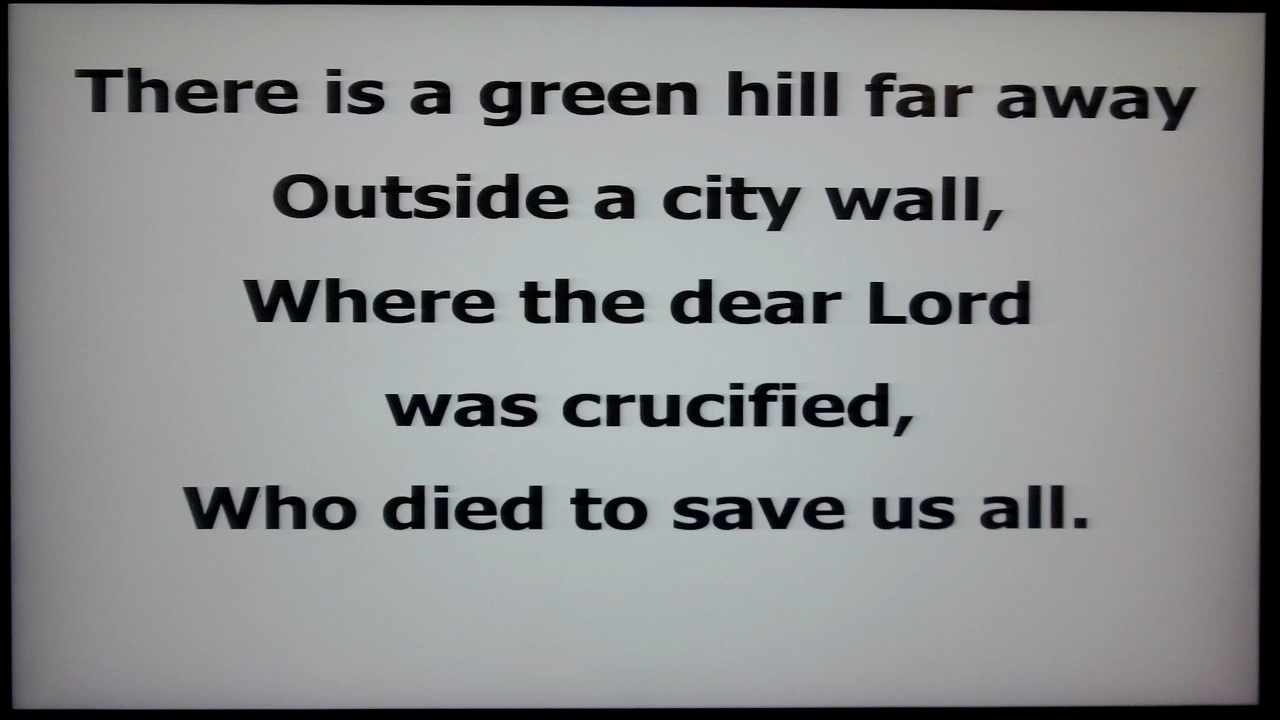 There is a green hill far away
Outside a city wall,
Where the dear Lord
was crucified,
Who died to save us all.